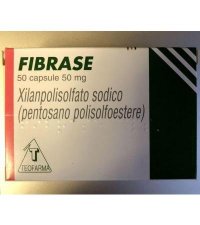 FIBRASE
50 capsule 50 mg
Xilanpolisolfato sodico
(pentosano polisolfoestere)
T
TEOFARMA